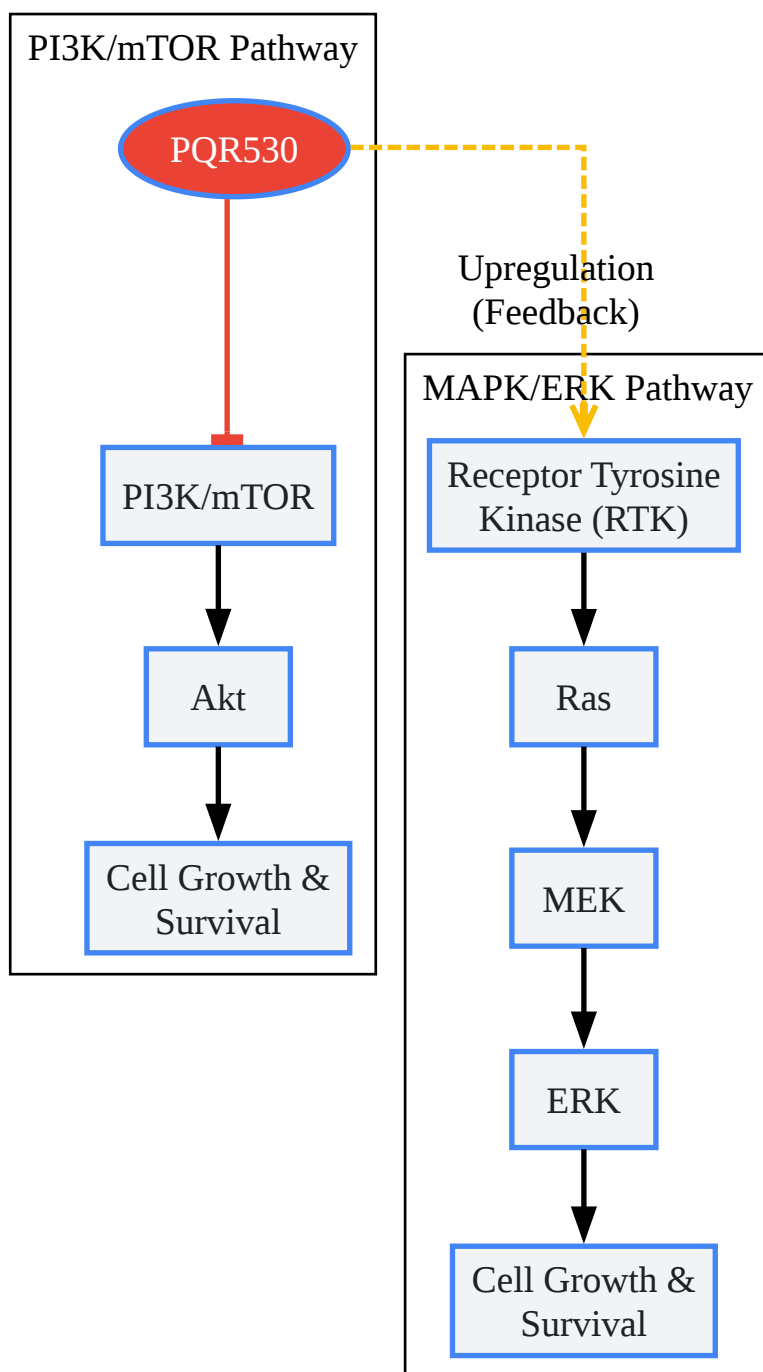 PI3K/mTOR Pathway
PQR530
PI3K/mTOR
Akt
Cell Growth &
Survival
Upregulation
(Feedback)
MAPK/ERK Pathway
Receptor Tyrosine
Kinase (RTK)
Ras
MEK
ERK
Cell Growth &
Survival